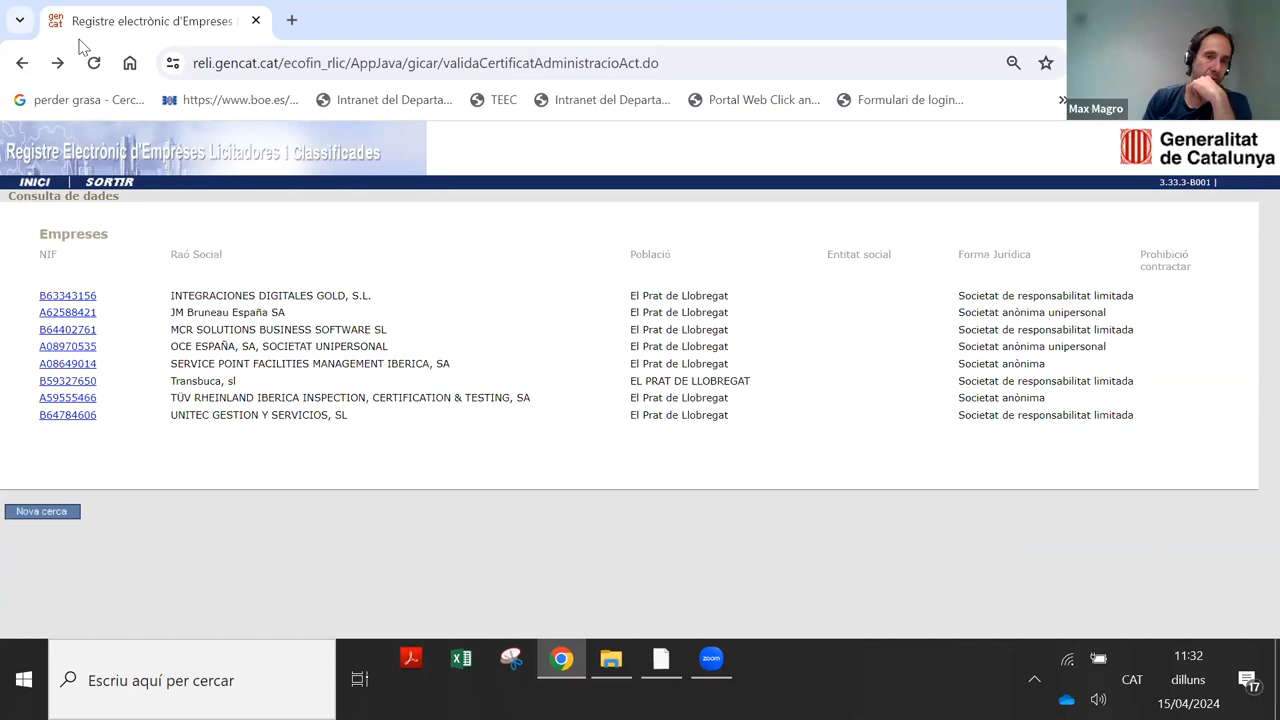 gen
cat
Registre electrònic d'Empreses
reli.gencat.cat/ecofin_rlic/AppJava/gicar/validaCertificatAdministracioAct.do
perder grasa - Cerc...
https://www.boe.es/...
Intranet del Departa...
TEEC
Intranet del Departa...
Portal Web Click an...
Formulari de login...
Max Magro
Registre Electrònic d'Empreses Licitadores i Classificades
Generalitat
de Catalunya
INICI | SORTIR
3.33.3-B001 |
Consulta de dades
Empreses
NIF Raó Social Població Entitat social Forma Jurídica Prohibició
contractar
B63343156 INTEGRACIONES DIGITALES GOLD, S.L. El Prat de Llobregat Societat de responsabilitat limitada
A62588421 JM Bruneau España SA El Prat de Llobregat Societat anònima unipersonal
B64402761 MCR SOLUTIONS BUSINESS SOFTWARE SL El Prat de Llobregat Societat de responsabilitat limitada
A08970535 OCE ESPAÑA, SA, SOCIETAT UNIPERSONAL El Prat de Llobregat Societat anònima unipersonal
A08649014 SERVICE POINT FACILITIES MANAGEMENT IBERICA, SA El Prat de Llobregat Societat anònima
B59327650 Transbuca, sl EL PRAT DE LLOBREGAT Societat de responsabilitat limitada
A59555466 TÜV RHEINLAND IBERICA INSPECTION, CERTIFICATION & TESTING, SA El Prat de Llobregat Societat anònima
B64784606 UNITEC GESTION Y SERVICIOS, SL El Prat de Llobregat Societat de responsabilitat limitada
Nova cerca
Escriu aquí per cercar
zoom
CAT
11:32
dilluns
15/04/2024
17